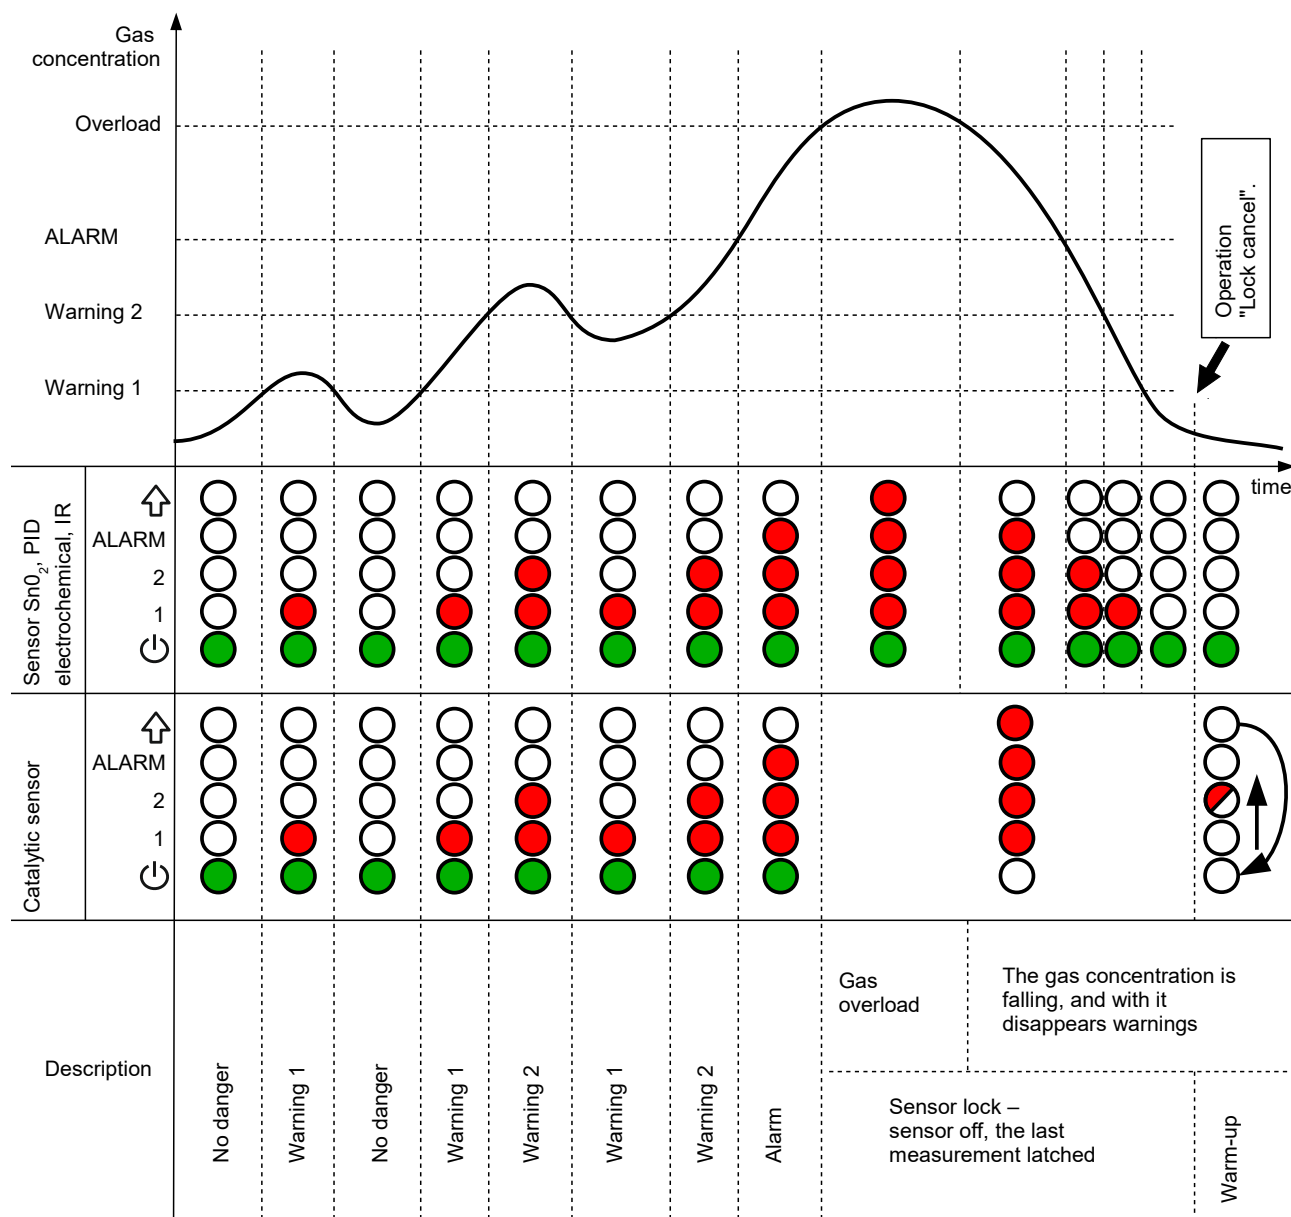 Gas
concentration
Overload
ALARM
Warning 2
Warning 1
Operation
"Lock cancel".
time
Sensor Sn0₂, PID
electrochemical, IR
ALARM
2
1
Catalytic sensor
ALARM
2
1
Description
No danger
Warning 1
No danger
Warning 1
Warning 2
Warning 1
Warning 2
Alarm
Gas
overload
The gas concentration is
falling, and with it
disappears warnings
Sensor lock –
sensor off, the last
measurement latched
Warm-up